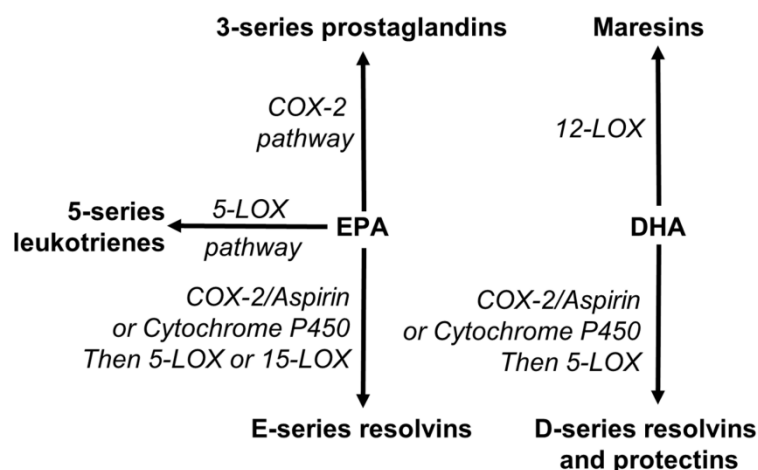 3-series prostaglandins
Maresins
COX-2
pathway
12-LOX
5-series
leukotrienes
5-LOX
pathway
EPA
DHA
COX-2/Aspirin
or Cytochrome P450
Then 5-LOX or 15-LOX
COX-2/Aspirin
or Cytochrome P450
Then 5-LOX
E-series resolvins
D-series resolvins
and protectins